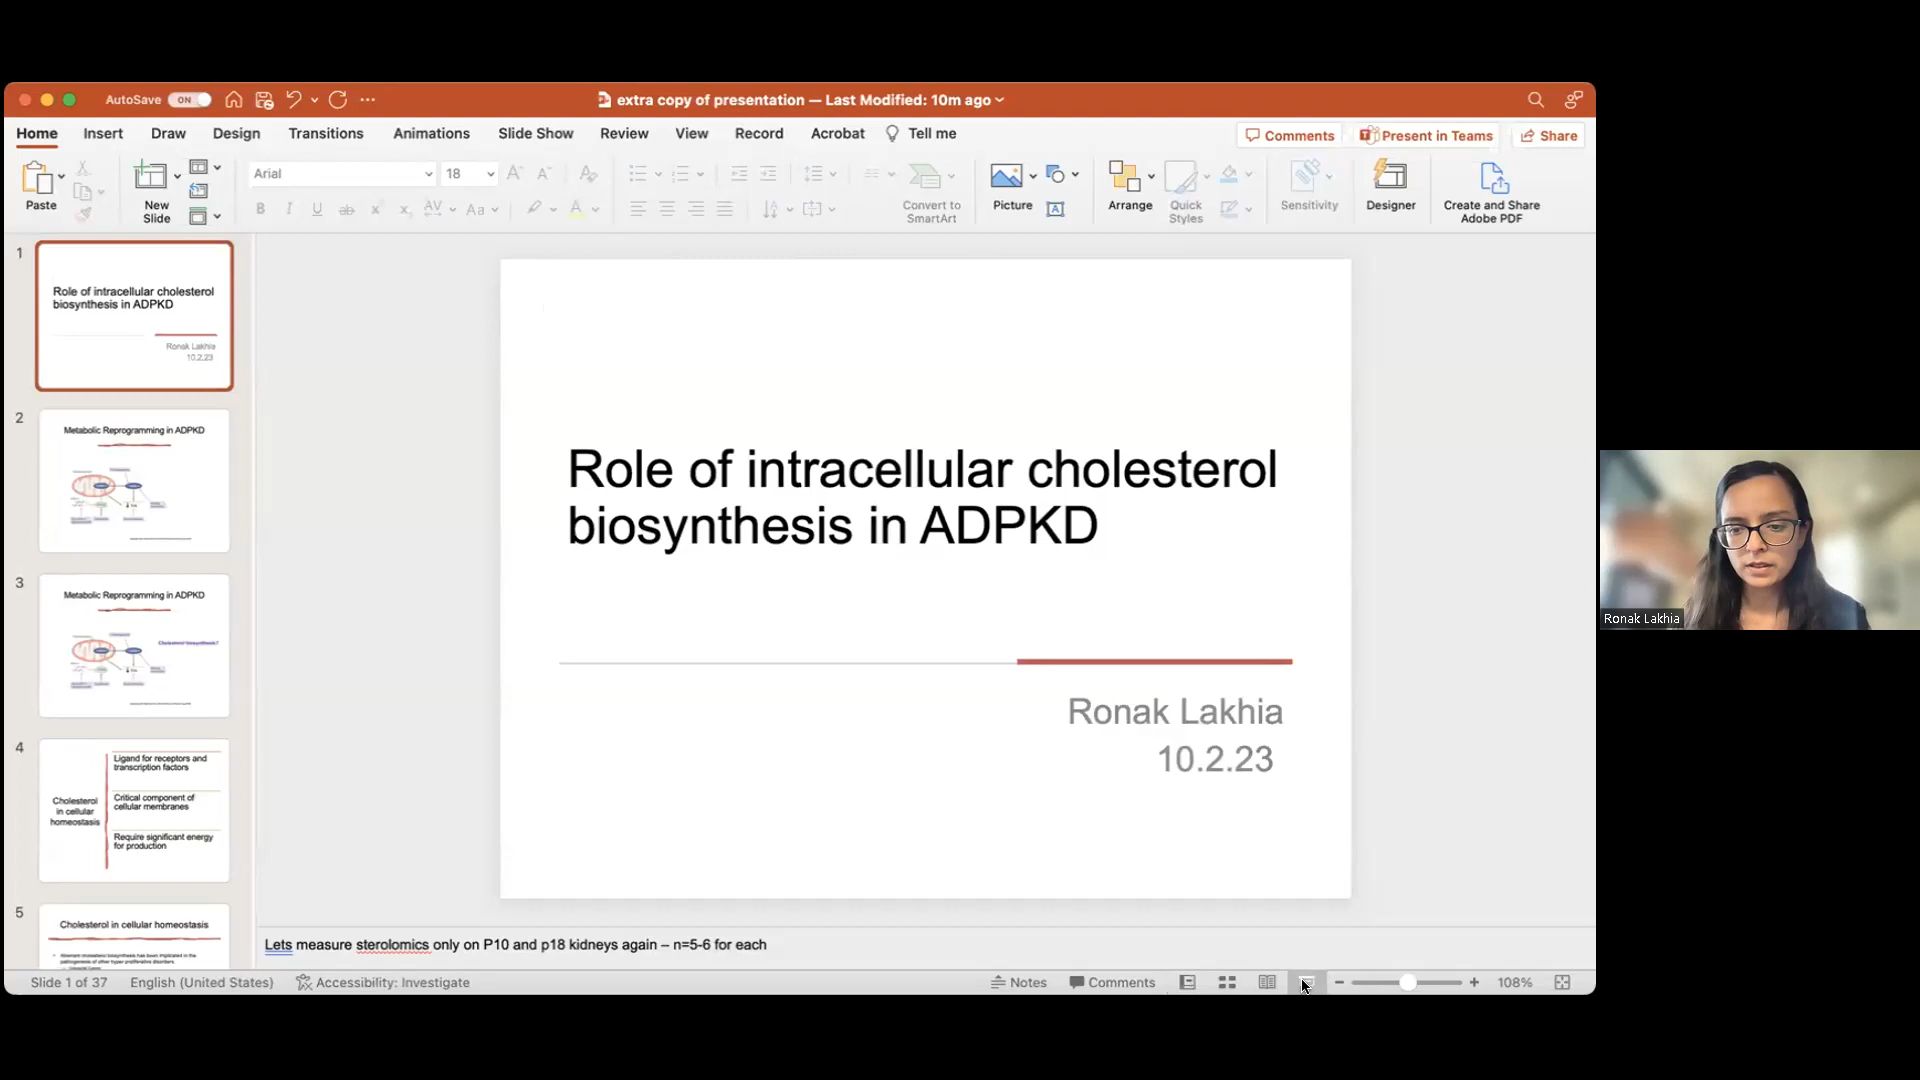 AutoSave ON
extra copy of presentation — Last Modified: 10m ago
Home Insert Draw Design Transitions Animations Slide Show Review View Record Acrobat Tell me
Comments Present in Teams Share
Paste
New
Slide
Arial 18
Convert to
SmartArt
Picture
Arrange
Quick
Styles
Sensitivity
Designer
Create and Share
Adobe PDF
1
Role of intracellular cholesterol
biosynthesis in ADPKD
Ronak Lakhia
10.2.23
2
Metabolic Reprogramming in ADPKD
3
Metabolic Reprogramming in ADPKD
Cholesterol biosynthesis?
4
Cholesterol
in cellular
homeostasis
Ligand for receptors and
transcription factors
Critical component of
cellular membranes
Require significant energy
for production
5
Cholesterol in cellular homeostasis
Role of intracellular cholesterol
biosynthesis in ADPKD
Ronak Lakhia
10.2.23
Lets measure sterolomics only on P10 and p18 kidneys again – n=5-6 for each
Slide 1 of 37 English (United States) Accessibility: Investigate
Notes Comments 108%
Ronak Lakhia